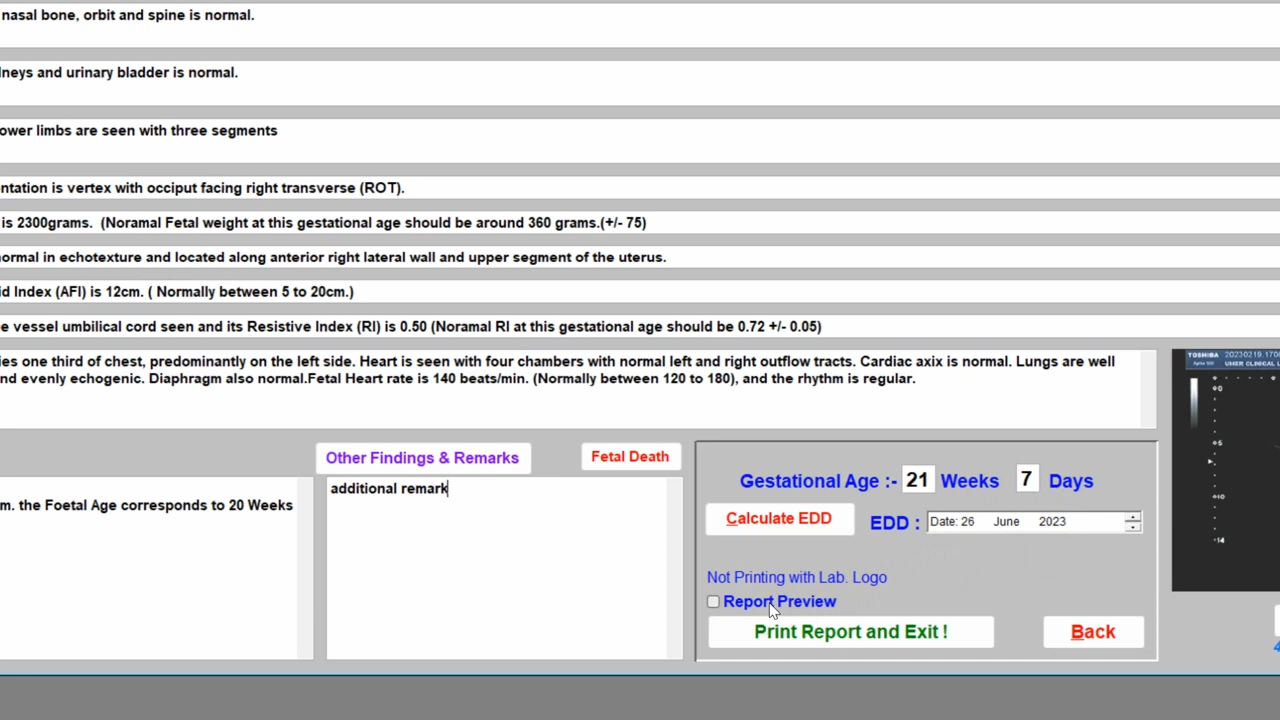 nasal bone, orbit and spine is normal.
neys and urinary bladder is normal.
ower limbs are seen with three segments
ntation is vertex with occiput facing right transverse (ROT).
is 2300grams. (Noramal Fetal weight at this gestational age should be around 360 grams.(+/- 75)
ormal in echotexture and located along anterior right lateral wall and upper segment of the uterus.
id Index (AFI) is 12cm. ( Normally between 5 to 20cm.)
e vessel umbilical cord seen and its Resistive Index (RI) is 0.50 (Noramal RI at this gestational age should be 0.72 +/- 0.05)
ies one third of chest, predominantly on the left side. Heart is seen with four chambers with normal left and right outflow tracts. Cardiac axix is normal. Lungs are well
nd evenly echogenic. Diaphragm also normal.Fetal Heart rate is 140 beats/min. (Normally between 120 to 180), and the rhythm is regular.
TOSHIBA 20230219.170
UHER CLINICAL L
0
5
10
14
Other Findings & Remarks
Fetal Death
m. the Foetal Age corresponds to 20 Weeks
additional remark
Gestational Age :- 21 Weeks 7 Days
Calculate EDD
EDD : Date: 26 June 2023
Not Printing with Lab. Logo
Report Preview
Print Report and Exit !
Back